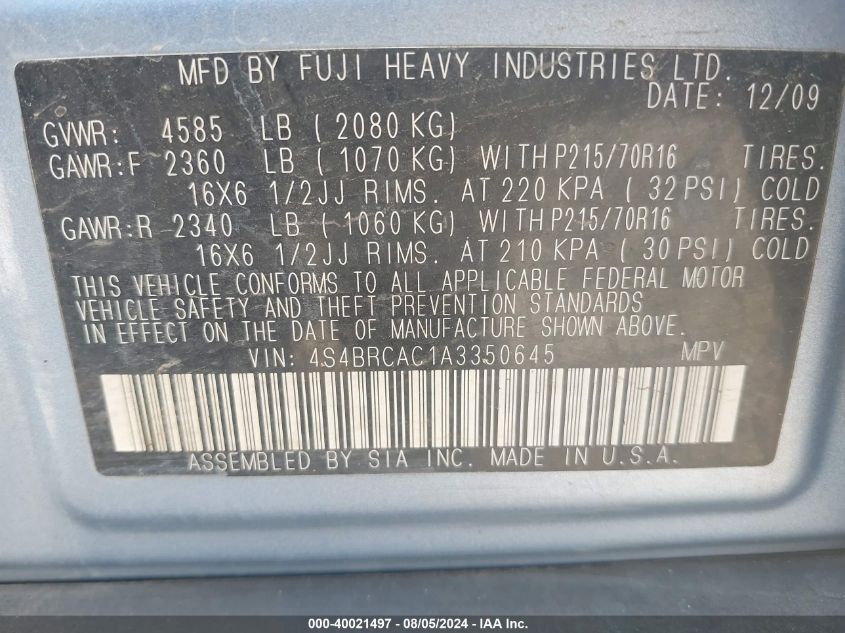 MFD BY FUJI HEAVY INDUSTRIES LTD.
DATE: 12/09
GVWR: 4585 LB ( 2080 KG)
GAWR:F 2360 LB ( 1070 KG) WITH P215/70R16 TIRES.
16X6 1/2JJ RIMS. AT 220 KPA ( 32 PSI) COLD
GAWR:R 2340 LB ( 1060 KG) WITH P215/70R16 TIRES.
16X6 1/2JJ RIMS. AT 210 KPA ( 30 PSI) COLD
THIS VEHICLE CONFORMS TO ALL APPLICABLE FEDERAL MOTOR
VEHICLE SAFETY AND THEFT PREVENTION STANDARDS
IN EFFECT ON THE DATE OF MANUFACTURE SHOWN ABOVE.
VIN: 4S4BRCAC1A3350645 MPV
ASSEMBLED BY SIA INC. MADE IN U.S.A.
000-40021497 - 08/05/2024 - IAA Inc.